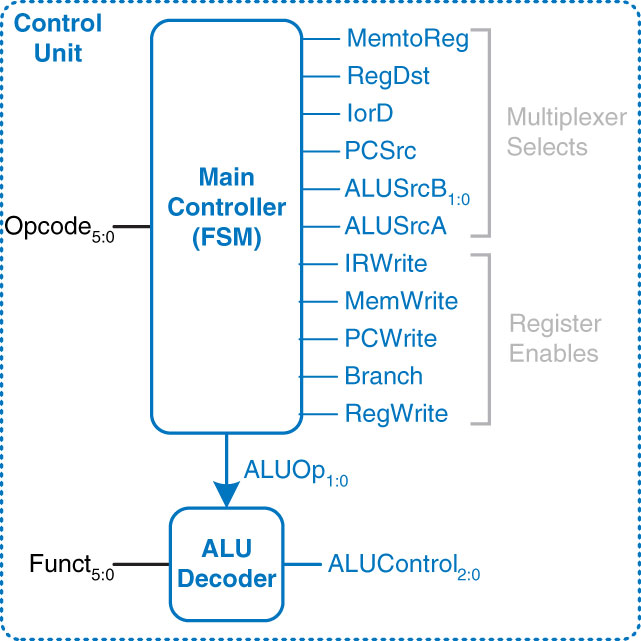 Control
Unit
MemtoReg
RegDst
IorD
PCSrc
ALUSrcB1:0
ALUSrcA
Multiplexer
Selects
Main
Controller
(FSM)
Opcode5:0
IRWrite
MemWrite
PCWrite
Branch
RegWrite
Register
Enables
ALUOp1:0
ALU
Decoder
Funct5:0
ALUControl2:0